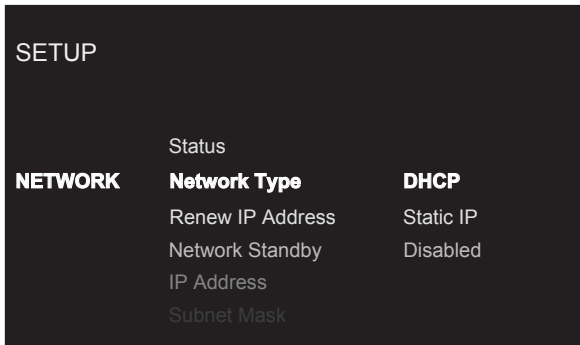 SETUP
Status
NETWORK Network Type DHCP
Renew IP Address Static IP
Network Standby Disabled
IP Address
Subnet Mask